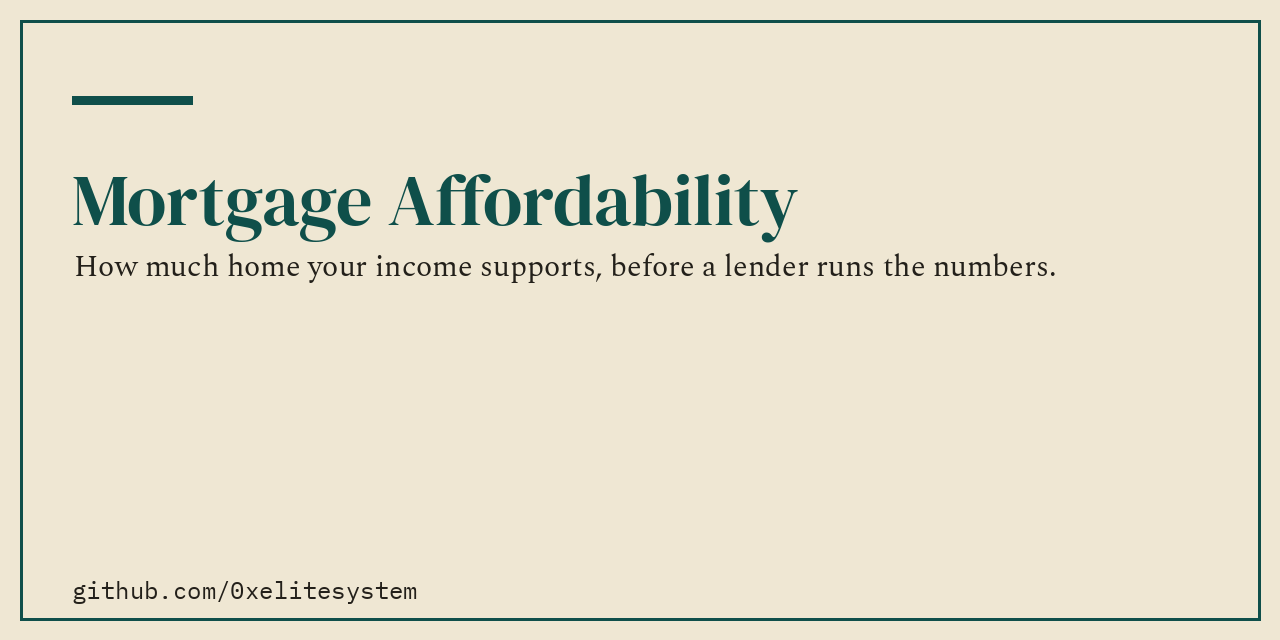 Mortgage Affordability
How much home your income supports, before a lender runs the numbers.
github.com/0xelitesystem